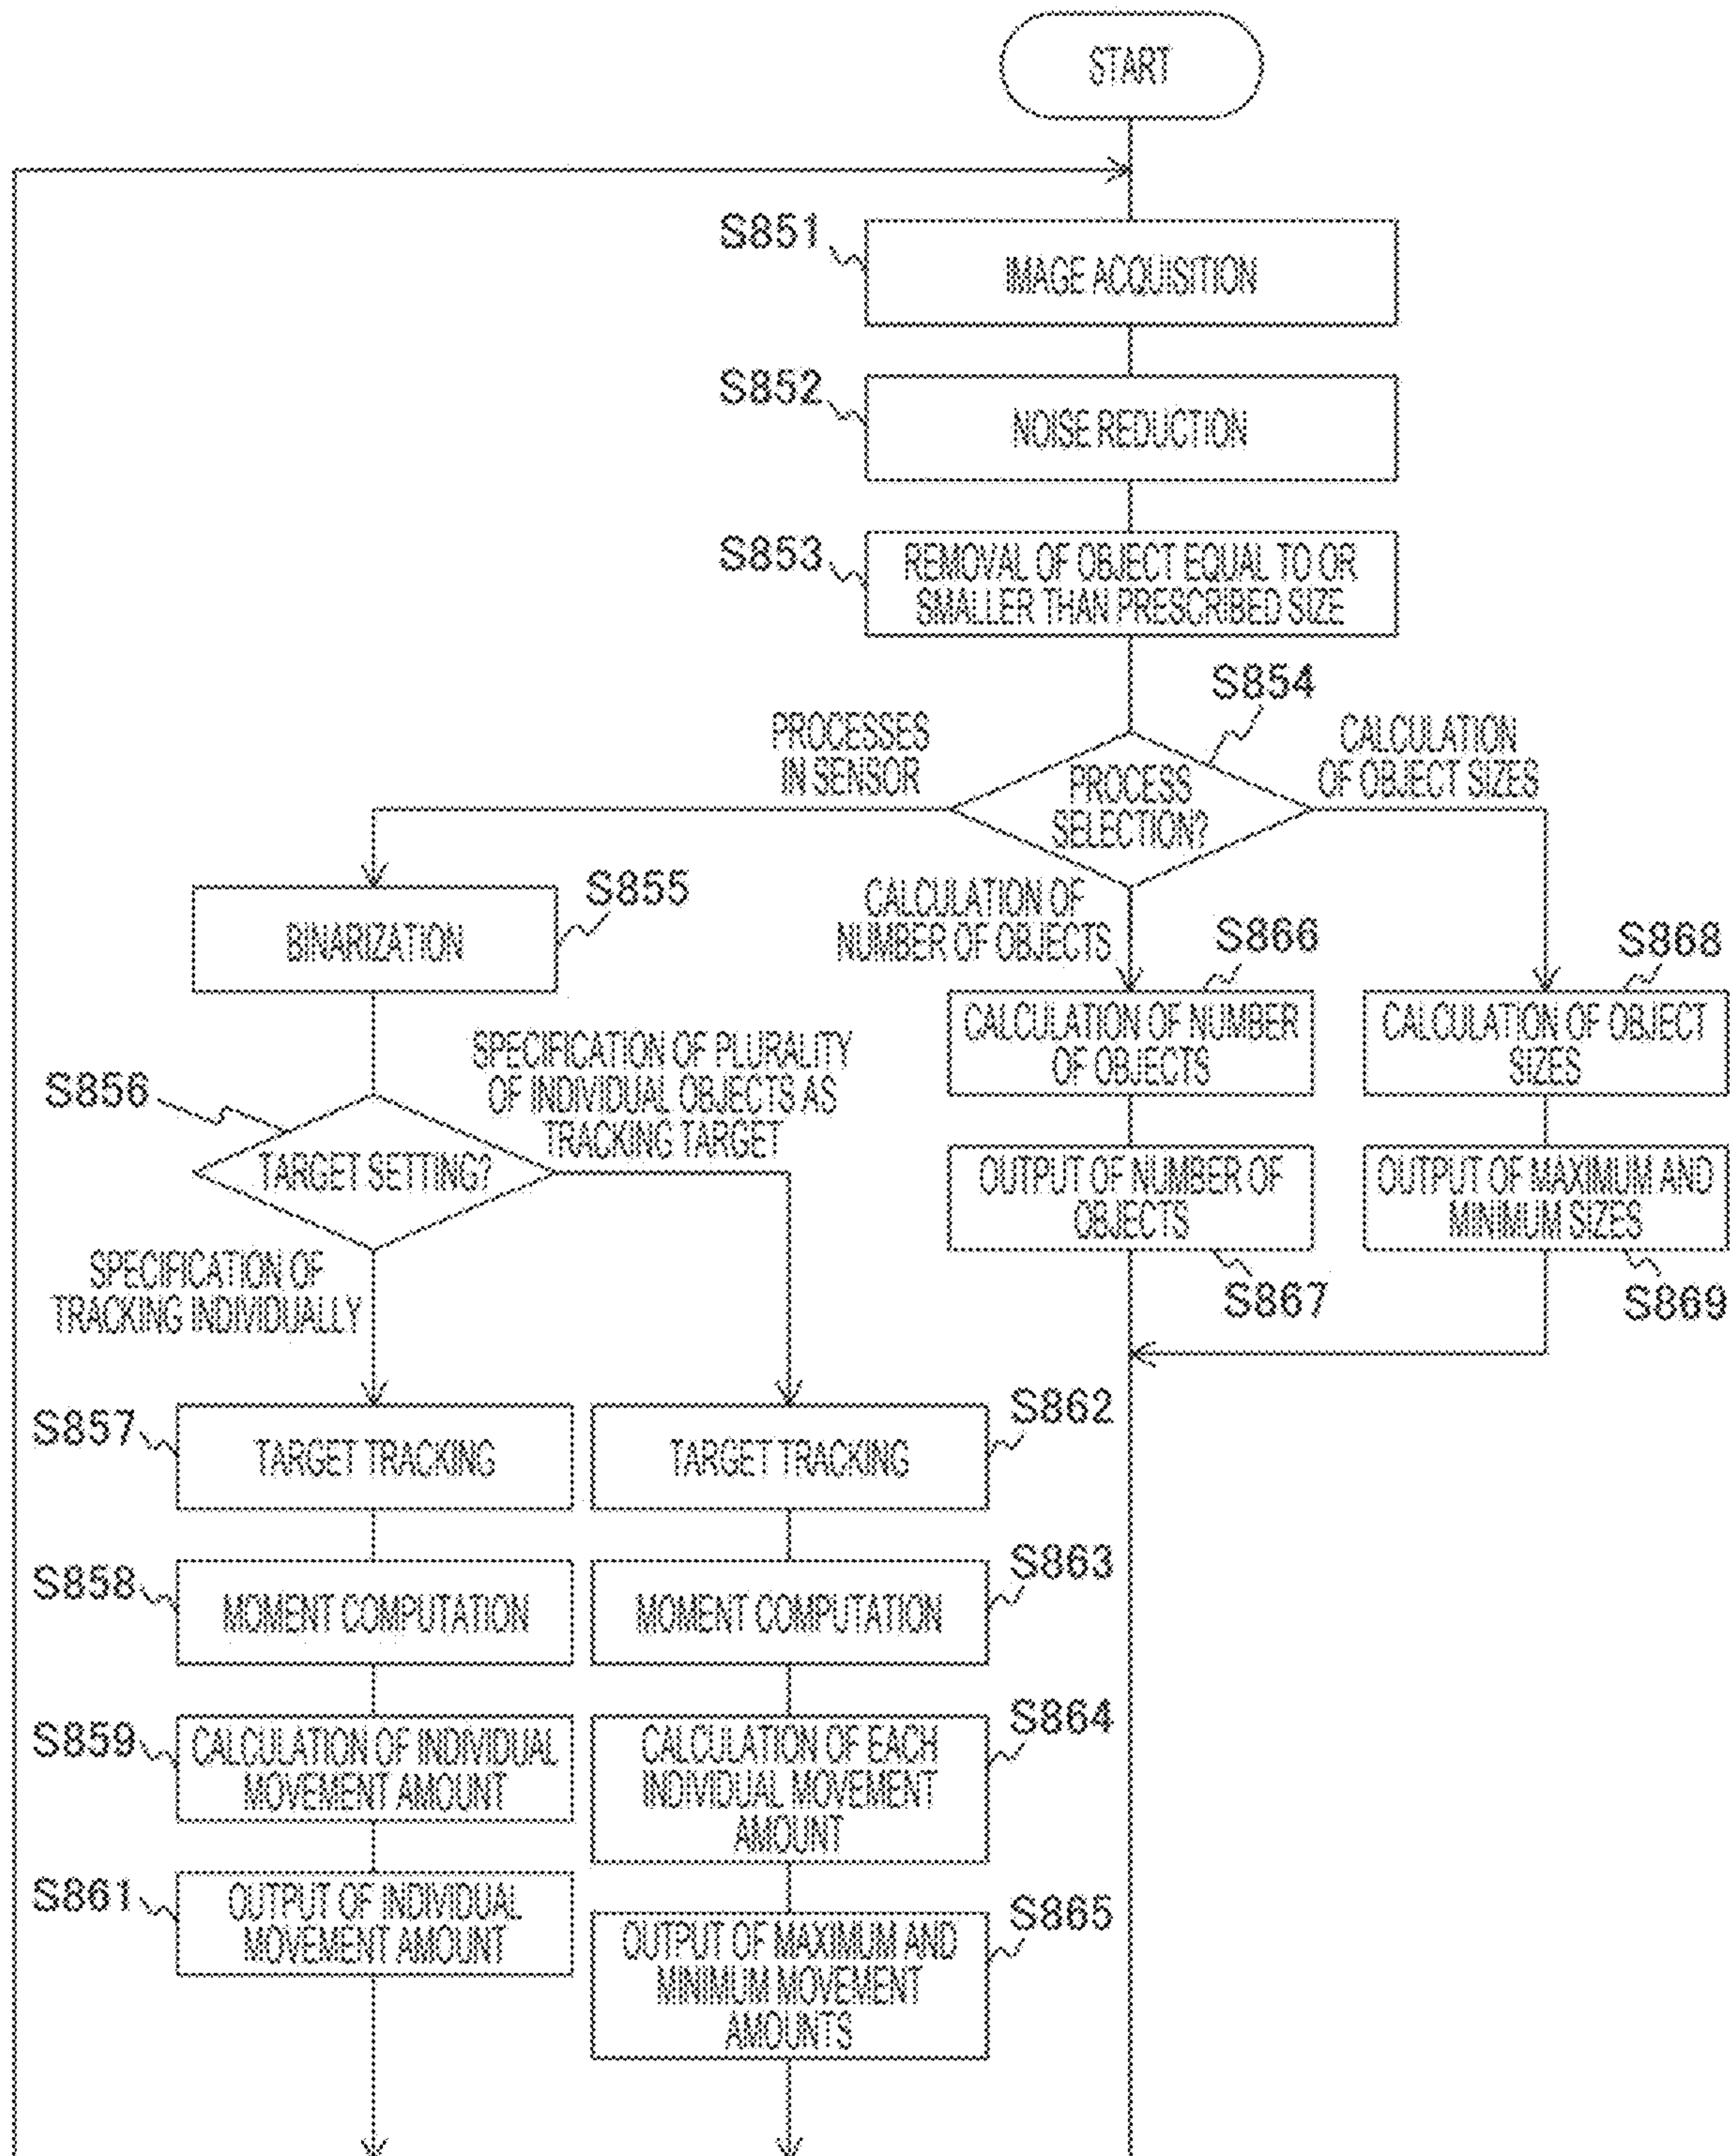 START
S851
IMAGE ACQUISITION
S852
NOISE REDUCTION
S853
REMOVAL OF OBJECT EQUAL TO OR
SMALLER THAN PRESCRIBED SIZE
S854
PROCESSES
IN SENSOR
PROCESS
SELECTION?
CALCULATION
OF OBJECT SIZES
CALCULATION OF
NUMBER OF OBJECTS
S855
BINARIZATION
S866
CALCULATION OF NUMBER
OF OBJECTS
S868
CALCULATION OF OBJECT
SIZES
S856
TARGET SETTING?
SPECIFICATION OF PLURALITY
OF INDIVIDUAL OBJECTS AS
TRACKING TARGET
OUTPUT OF NUMBER OF
OBJECTS
S867
OUTPUT OF MAXIMUM AND
MINIMUM SIZES
S869
SPECIFICATION OF
TRACKING INDIVIDUALLY
S857
TARGET TRACKING
S862
TARGET TRACKING
S858
MOMENT COMPUTATION
S863
MOMENT COMPUTATION
S859
CALCULATION OF INDIVIDUAL
MOVEMENT AMOUNT
S864
CALCULATION OF EACH
INDIVIDUAL MOVEMENT
AMOUNT
S861
OUTPUT OF INDIVIDUAL
MOVEMENT AMOUNT
S865
OUTPUT OF MAXIMUM AND
MINIMUM MOVEMENT
AMOUNTS